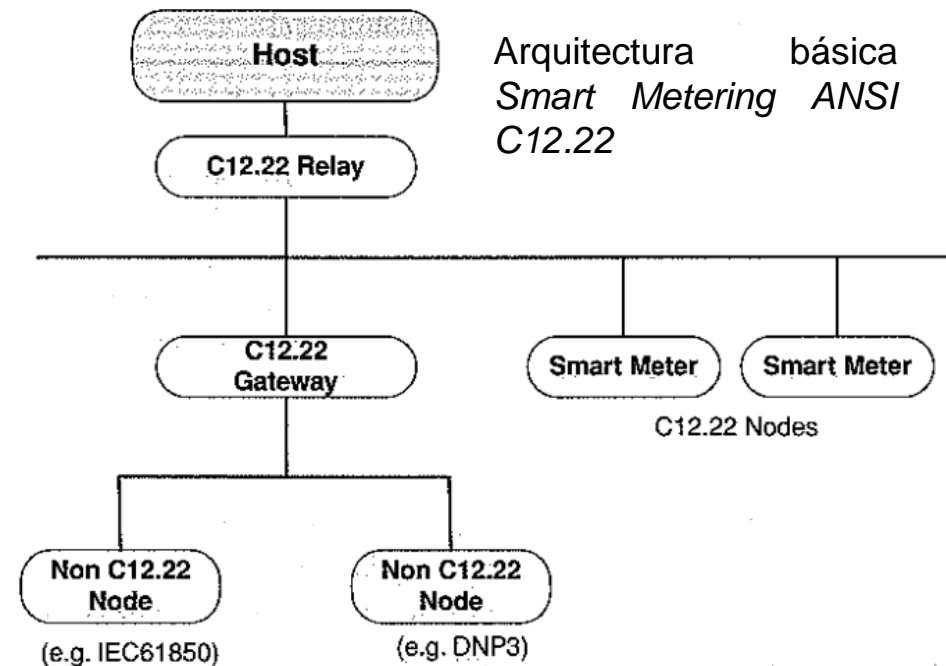 Host
Arquitectura básica
Smart Metering ANSI
C12.22
C12.22 Relay
C12.22
Gateway
Smart Meter
Smart Meter
C12.22 Nodes
Non C12.22
Node
(e.g. IEC61850)
Non C12.22
Node
(e.g. DNP3)